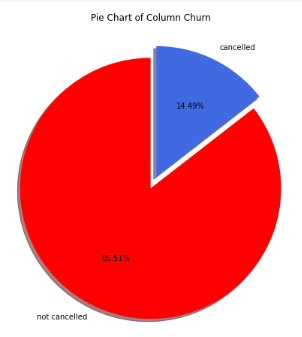 Pie Chart of Column Churn
cancelled
14.49%
85.51%
not cancelled